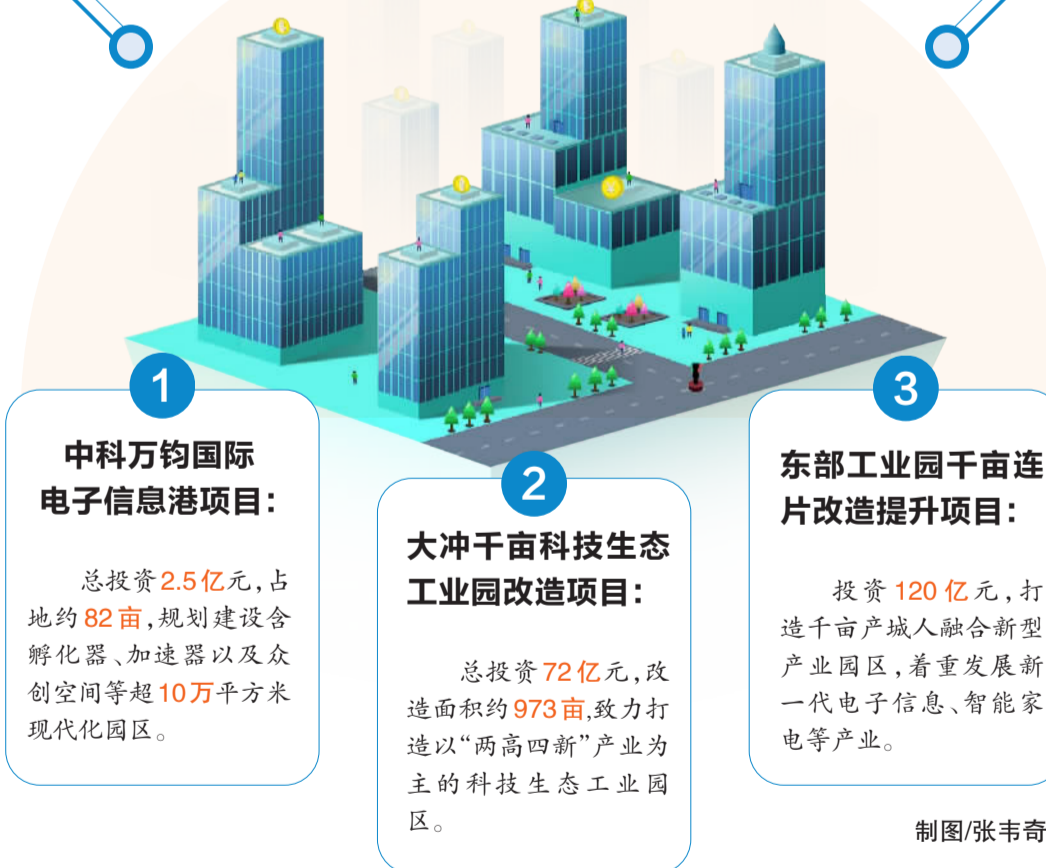 1
中科万钧国际
电子信息港项目：
总投资2.5亿元，占
地约82亩，规划建设含
孵化器、加速器以及众
创空间等超10万平方米
现代化园区。
2
大冲千亩科技生态
工业园改造项目：
总投资72亿元，改
造面积约973亩,致力打
造以“两高四新”产业为
主的科技生态工业园
区。
3
东部工业园千亩连
片改造提升项目：
投资120亿元，打
造千亩产城人融合新型
产业园区，着重发展新
一代电子信息、智能家
电等产业。
制图/张韦奇